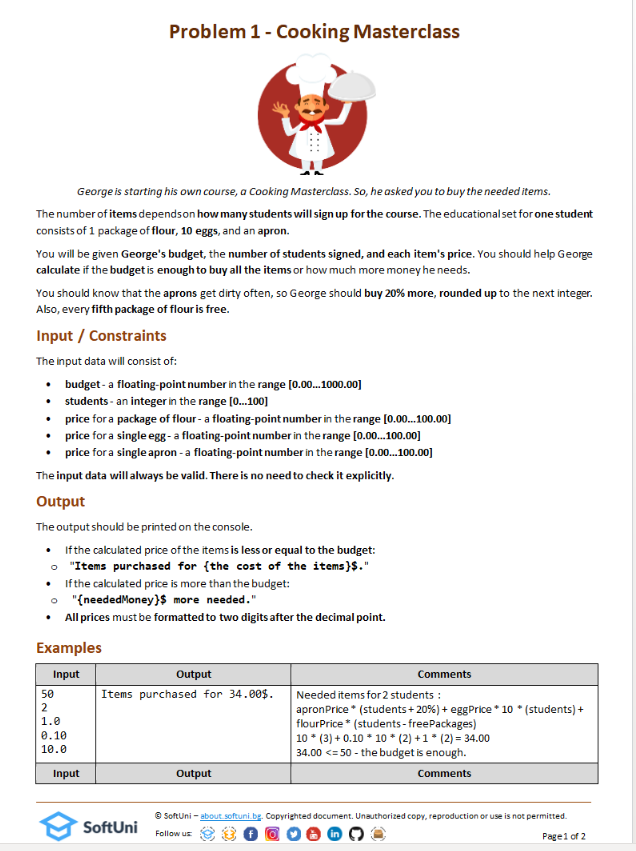 Problem 1 - Cooking Masterclass
George is starting his own course, a Cooking Masterclass. So, he asked you to buy the needed items.
The number of items depends on how many students will sign up for the course. The educational set for one student
consists of 1 package of flour, 10 eggs, and an apron.
You will be given George's budget, the number of students signed, and each item's price. You should help George
calculate if the budget is enough to buy all the items or how much more money he needs.
You should know that the aprons get dirty often, so George should buy 20% more, rounded up to the next integer.
Also, every fifth package of flour is free.
Input / Constraints
The input data will consist of:
• budget - a floating-point number in the range [0.00…1000.00]
• students - an integer in the range [0…100]
• price for a package of flour - a floating-point number in the range [0.00…100.00]
• price for a single egg - a floating-point number in the range [0.00…100.00]
• price for a single apron - a floating-point number in the range [0.00…100.00]
The input data will always be valid. There is no need to check it explicitly.
Output
The output should be printed on the console.
• If the calculated price of the items is less or equal to the budget:
o "Items purchased for {the cost of the items}$."
• If the calculated price is more than the budget:
o "{neededMoney}$ more needed."
• All prices must be formatted to two digits after the decimal point.
Examples
Input Output Comments
50 Items purchased for 34.00$. Needed items for 2 students :
2 apronPrice * (students + 20%) + eggPrice * 10 * (students) +
1.0 flourPrice * (students - freePackages)
0.10 10 * (3) + 0.10 * 10 * (2) + 1 * (2) = 34.00
10.0 34.00 <= 50 - the budget is enough.
Input Output Comments
SoftUni
© SoftUni – about.softuni.bg. Copyrighted document. Unauthorized copy, reproduction or use is not permitted.
Follow us:
Page 1 of 2